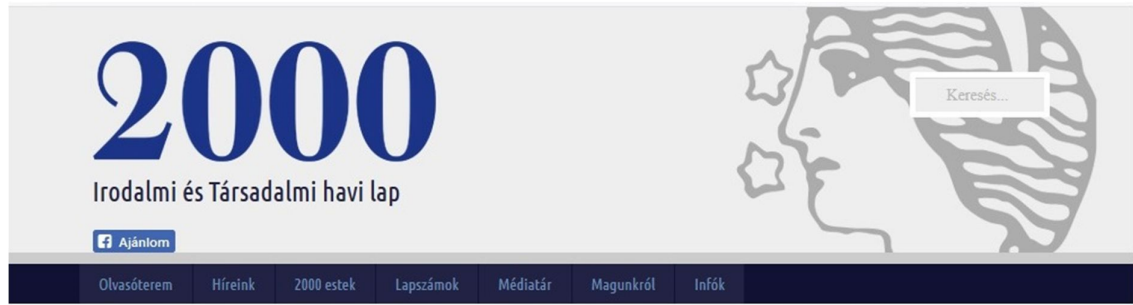 2000
Irodalmi és Társadalmi havi lap
Keresés...
Ajánlom
Olvasóterem Híreink 2000 estek Lapszámok Médiatár Magunkról Infók